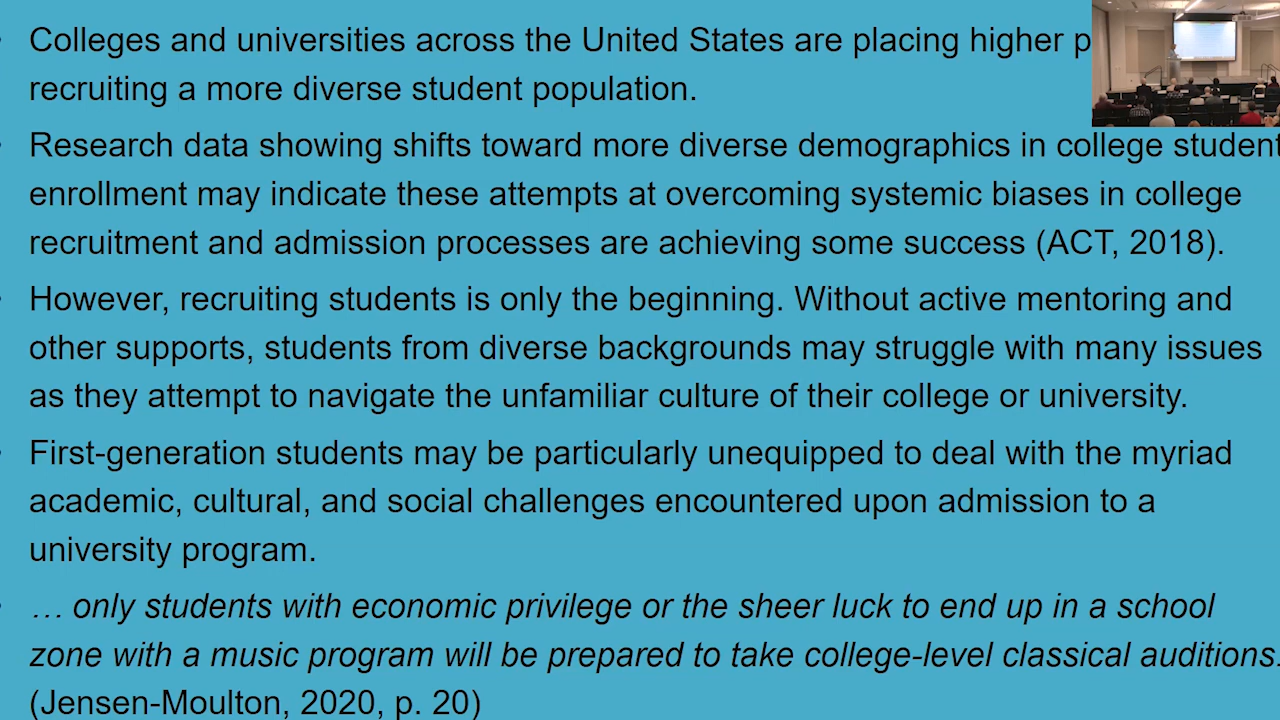 Colleges and universities across the United States are placing higher
recruiting a more diverse student population.
Research data showing shifts toward more diverse demographics in college student
enrollment may indicate these attempts at overcoming systemic biases in college
recruitment and admission processes are achieving some success (ACT, 2018).
However, recruiting students is only the beginning. Without active mentoring and
other supports, students from diverse backgrounds may struggle with many issues
as they attempt to navigate the unfamiliar culture of their college or university.
First-generation students may be particularly unequipped to deal with the myriad
academic, cultural, and social challenges encountered upon admission to a
university program.
… only students with economic privilege or the sheer luck to end up in a school
zone with a music program will be prepared to take college-level classical auditions.
(Jensen-Moulton, 2020, p. 20)